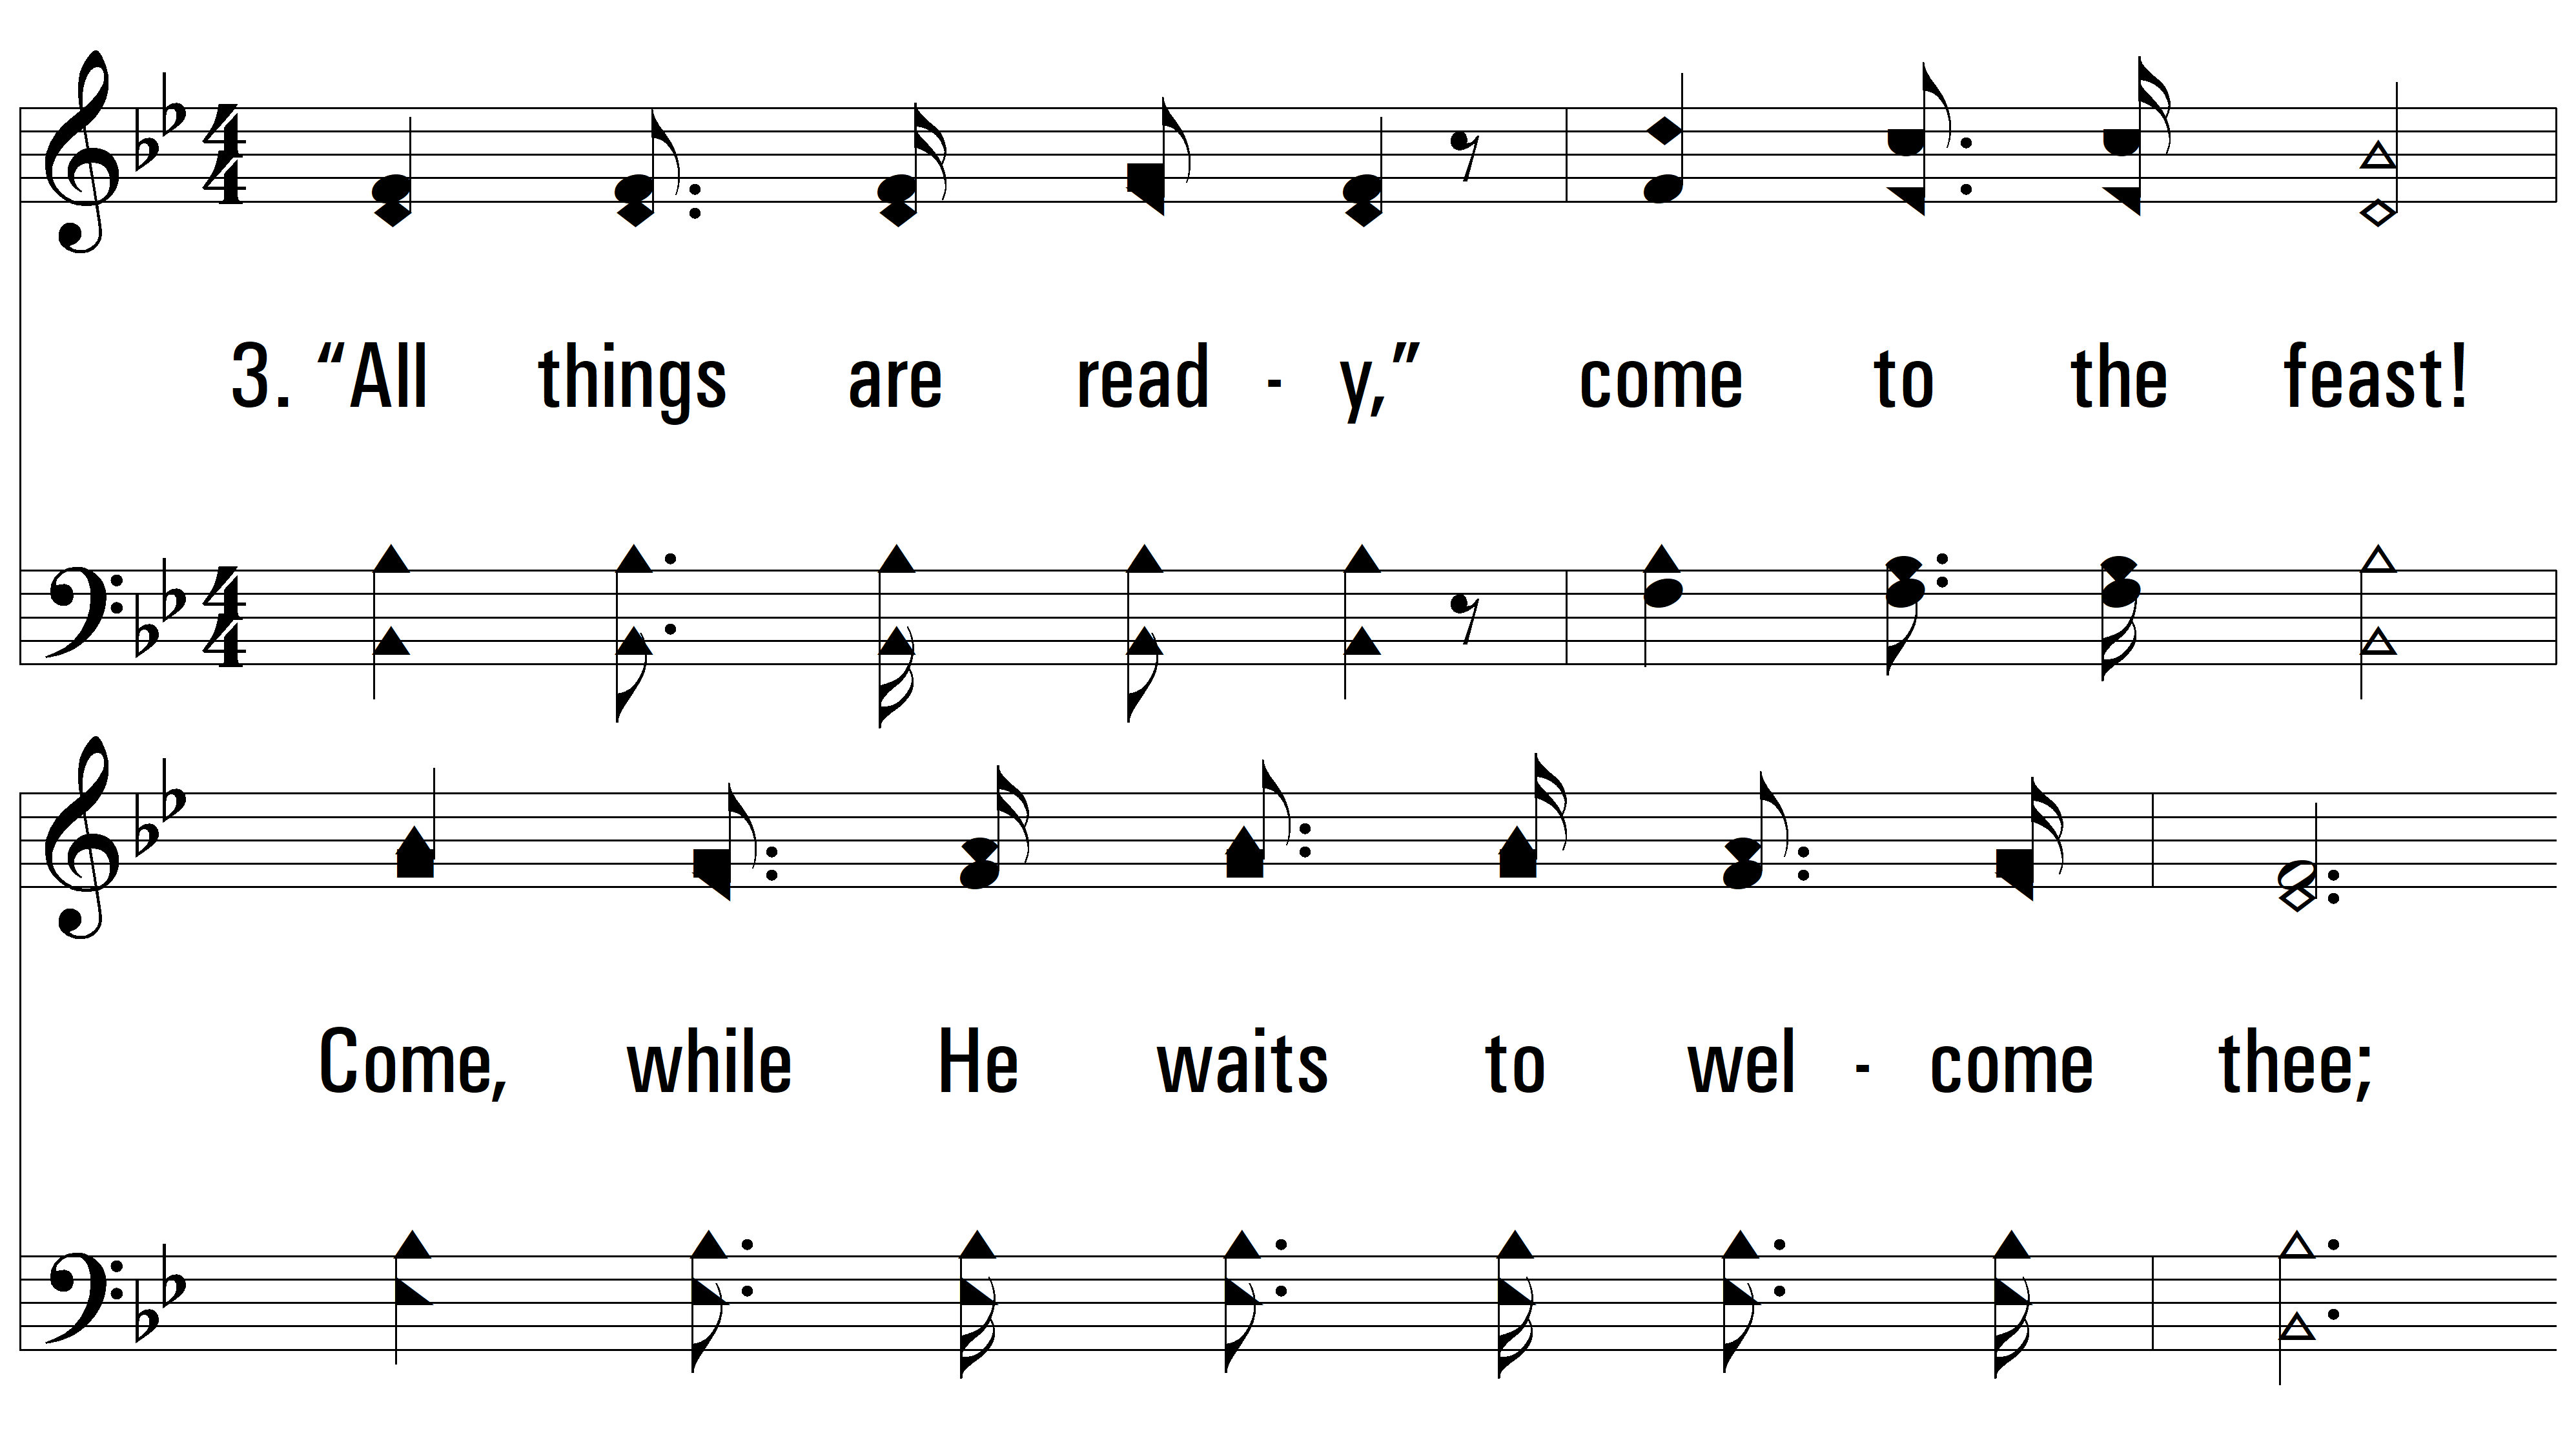 3. “All things are read - y,” come to the feast!
Come, while He waits to wel - come thee;